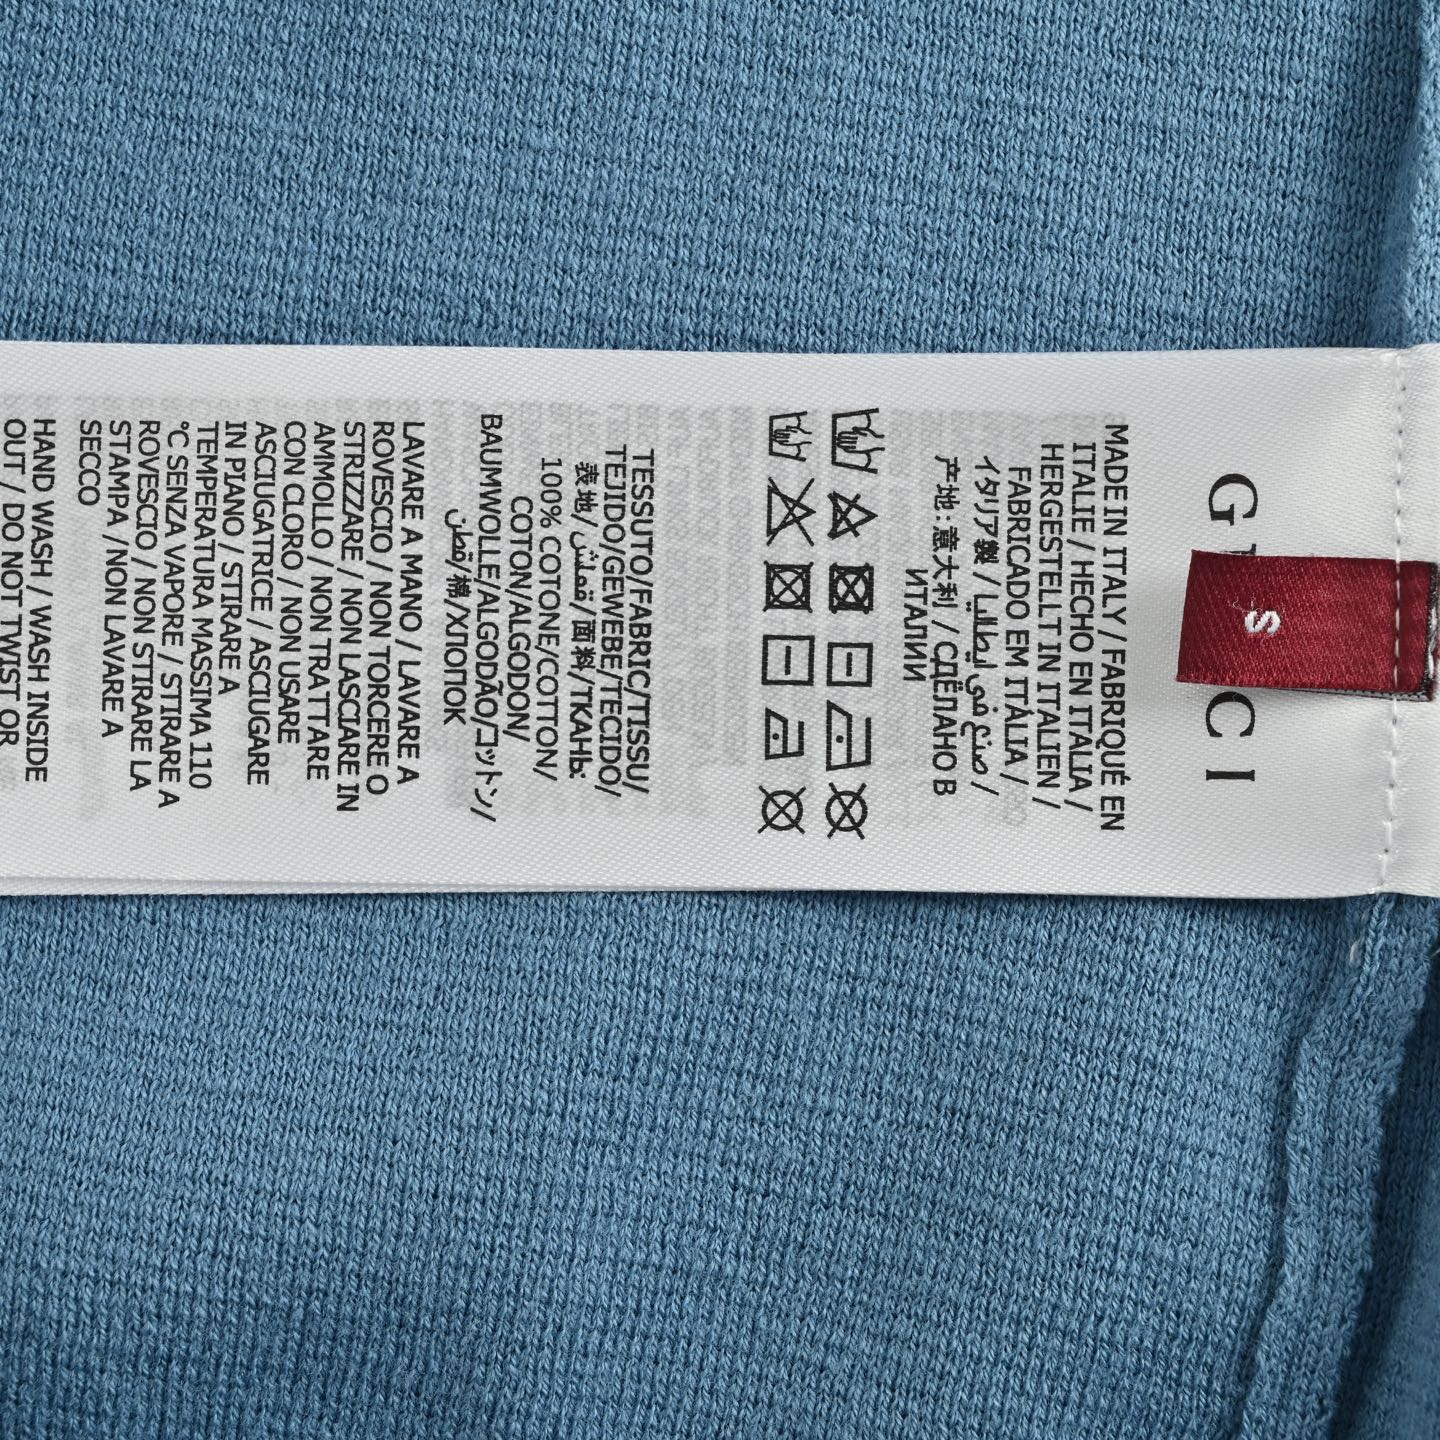 G CCI
S
MADE IN ITALY / FABRIQUÉ EN
ITALIE / HECHO EN ITALIA /
HERGESTELLT IN ITALIEN /
FABRICADO EM ITÁLIA /
イタリア製 / صنع في إيطاليا /
产地:意大利 / СДЕЛАНО В
ИТАЛИИ
TESSUTO/FABRIC/TISSU/
TEJIDO/GEWEBE/TECIDO/
表地/قماش/面料/ТКАНЬ:
100% COTONE/COTTON/
COTON/ALGODON/
BAUMWOLLE/ALGODÃO/コットン/
قطن/棉/ХЛОПОК
LAVARE A MANO / LAVARE A
ROVESCIO / NON TORCERE O
STRIZZARE / NON LASCIARE IN
AMMOLLO / NON TRATTARE
CON CLORO / NON USARE
ASCIUGATRICE / ASCIUGARE
IN PIANO / STIRARE A
TEMPERATURA MASSIMA 110
°C SENZA VAPORE / STIRARE A
ROVESCIO / NON STIRARE LA
STAMPA /NON LAVARE A
SECCO
HAND WASH / WASH INSIDE
OUT / DO NOT TWIST OR